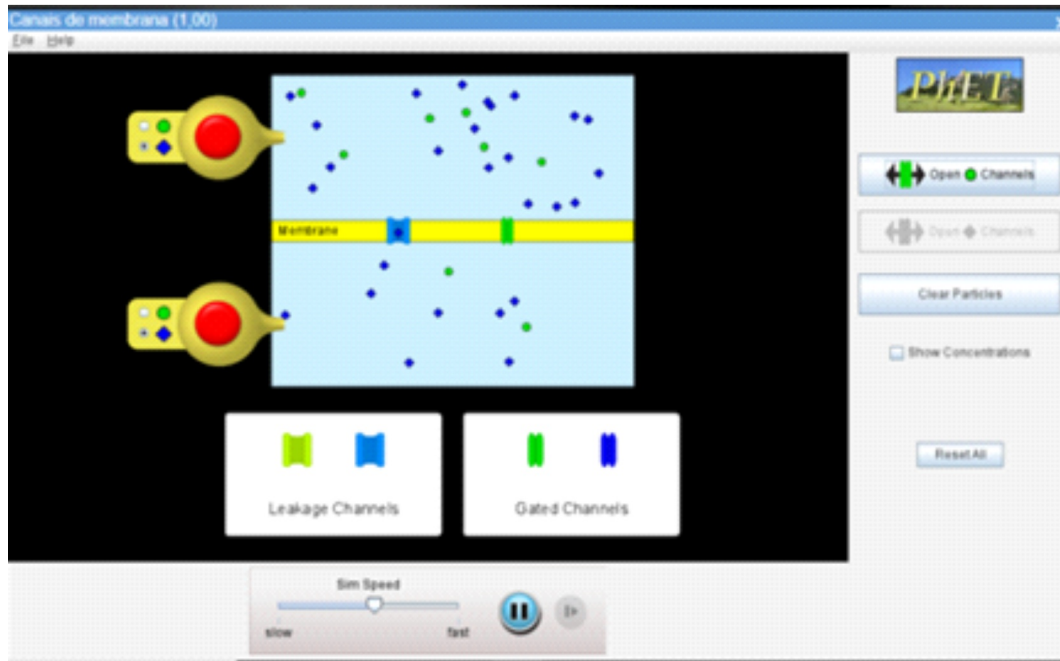 Canais de membrana (1,00)
File Help
PhET
Open Channels
Membrane
Open Channels
Clear Particles
Show Concentrations
Reset All
Leakage Channels
Gated Channels
Sim Speed
slow
fast